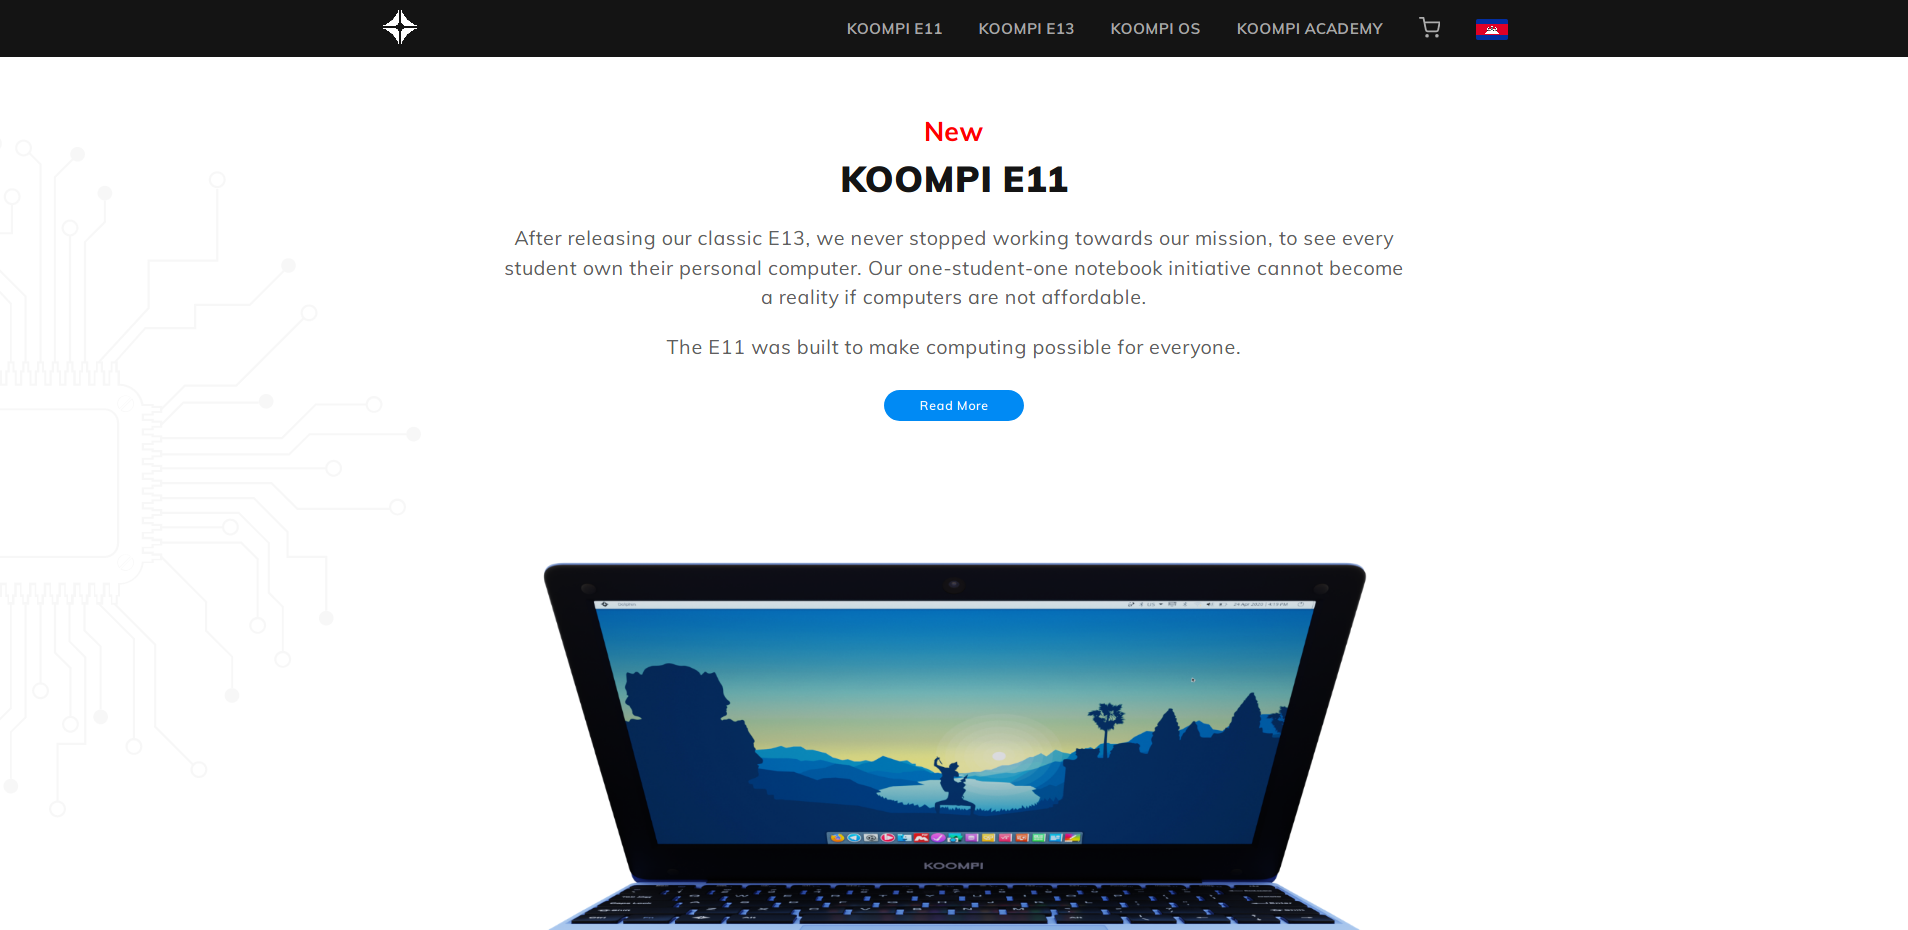 KOOMPI E11
KOOMPI E13
KOOMPI OS
KOOMPI ACADEMY
New
KOOMPI E11
After releasing our classic E13, we never stopped working towards our mission, to see every
student own their personal computer. Our one-student-one notebook initiative cannot become
a reality if computers are not affordable.
The E11 was built to make computing possible for everyone.
Read More
KOOMPI